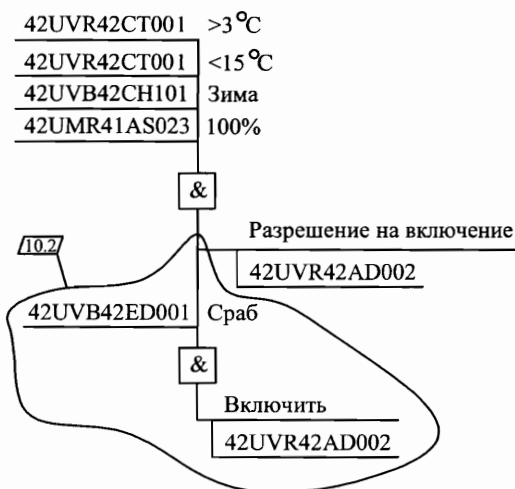 42UVR42CT001 >3°C
42UVR42CT001 <15°C
42UVB42CH101 Зима
42UMR41AS023 100%
&
Разрешение на включение
10.2
42UVR42AD002
42UVB42ED001 Сраб
&
Включить
42UVR42AD002